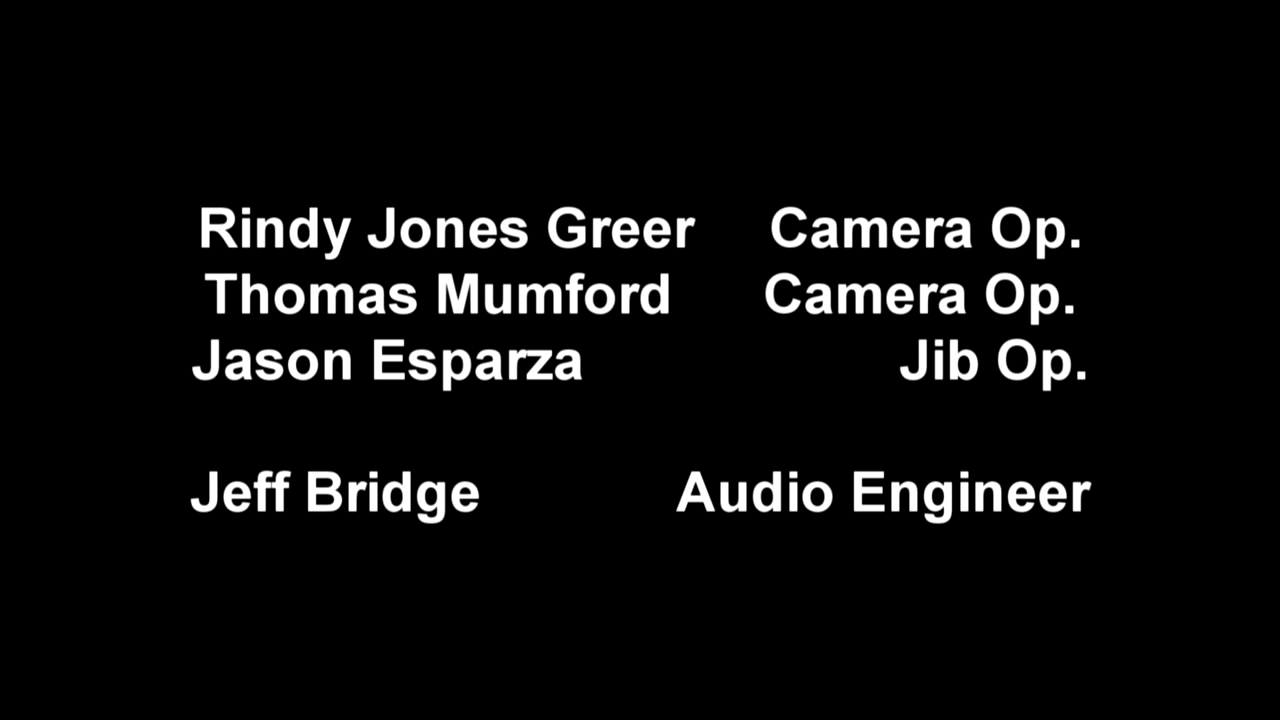 Rindy Jones Greer Camera Op.
Thomas Mumford Camera Op.
Jason Esparza Jib Op.
Jeff Bridge Audio Engineer